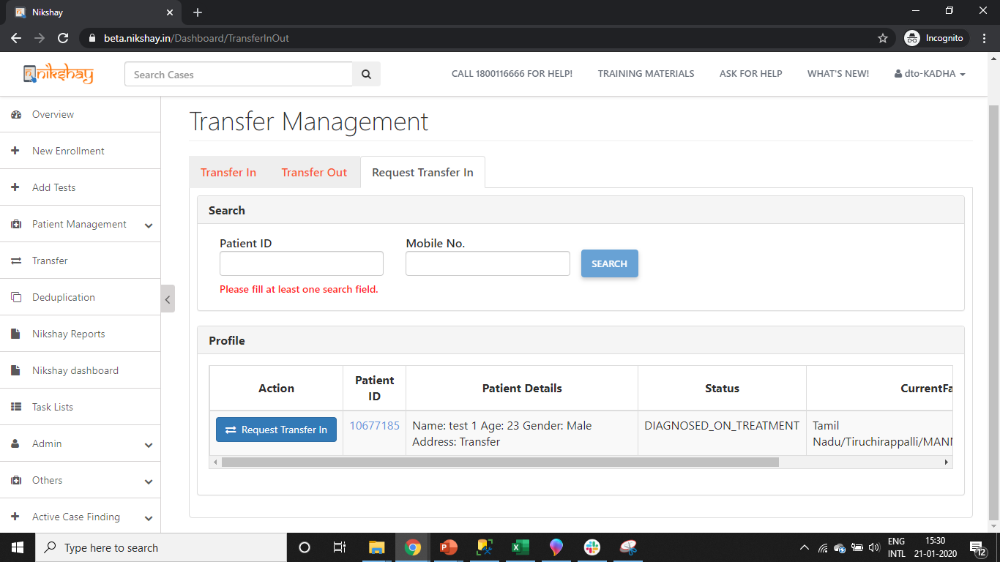 Nikshay
beta.nikshay.in/Dashboard/TransferInOut
Incognito
nikshay
Search Cases
CALL 1800116666 FOR HELP!
TRAINING MATERIALS
ASK FOR HELP
WHAT'S NEW!
dto-KADHA
Overview
New Enrollment
Add Tests
Patient Management
Transfer
Deduplication
Nikshay Reports
Nikshay dashboard
Task Lists
Admin
Others
Active Case Finding
Transfer Management
Transfer In
Transfer Out
Request Transfer In
Search
Patient ID
Mobile No.
SEARCH
Please fill at least one search field.
Profile
Action
Patient
ID
Patient Details
Status
CurrentFa
Request Transfer In
10677185
Name: test 1 Age: 23 Gender: Male
Address: Transfer
DIAGNOSED_ON_TREATMENT
Tamil
Nadu/Tiruchirappalli/MANN
Type here to search
ENG
INTL
15:30
21-01-2020
12